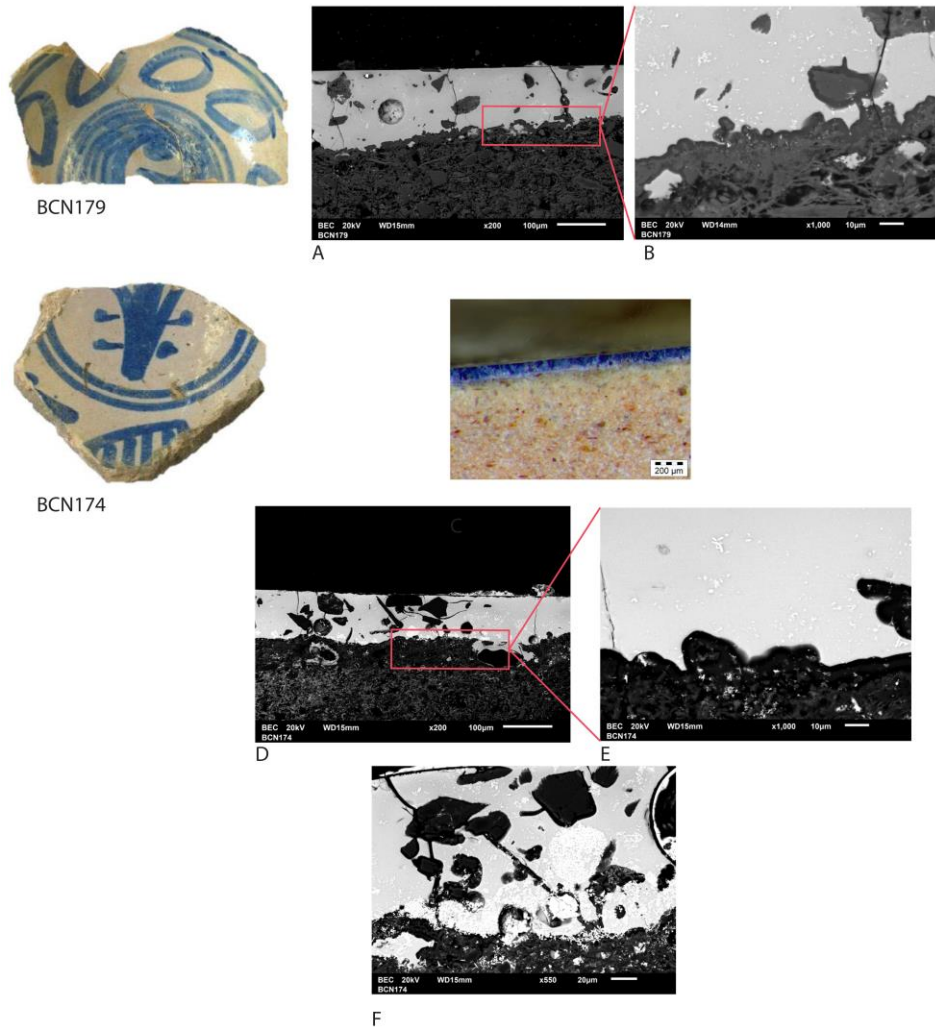 BCN179
BEC 20kV WD15mm x200 100µm
BCN179
A
BEC 20kV WD14mm x1,000 10µm
BCN179
B
BCN174
200 µm
C
BEC 20kV WD15mm x200 100µm
BCN174
D
BEC 20kV WD15mm x1,000 10µm
BCN174
E
BEC 20kV WD15mm x550 20µm
BCN174
F